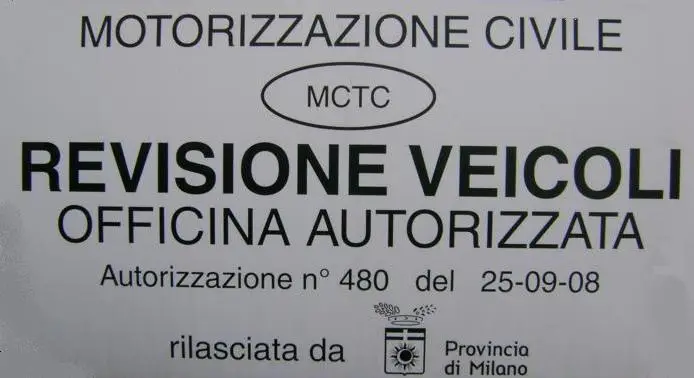 MOTORIZZAZIONE CIVILE
MCTC
REVISIONE VEICOLI
OFFICINA AUTORIZZATA
Autorizzazione n° 480 del 25-09-08
rilasciata da
Provincia
di Milano